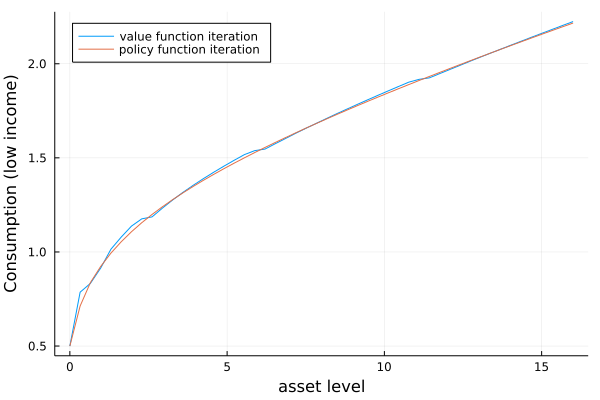 value function iteration
policy function iteration
Consumption (low income)
2.0
1.5
1.0
0.5
0
5
10
15
asset level